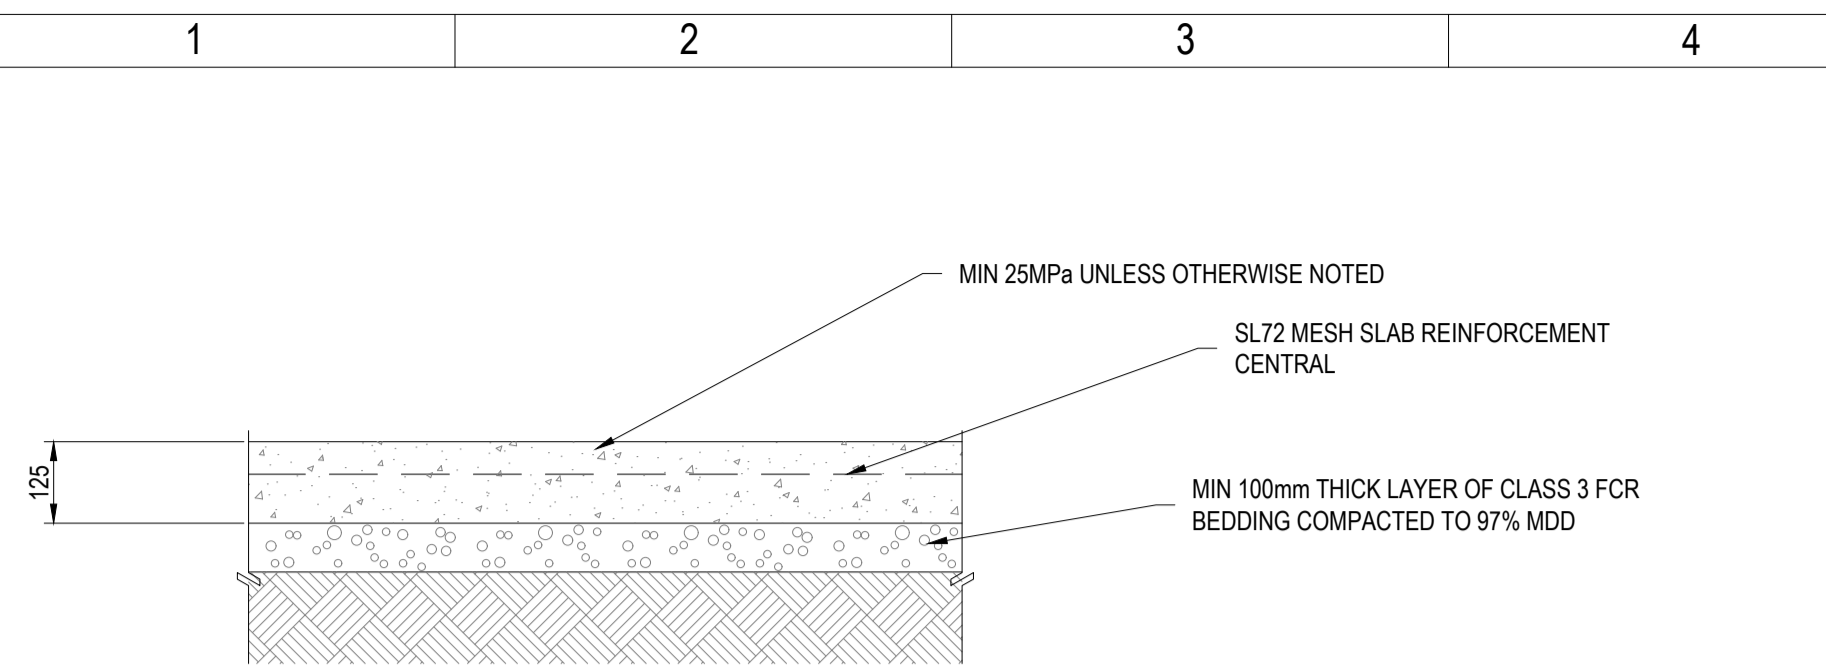 1 2 3 4
MIN 25MPa UNLESS OTHERWISE NOTED
SL72 MESH SLAB REINFORCEMENT
CENTRAL
125
MIN 100mm THICK LAYER OF CLASS 3 FCR
BEDDING COMPACTED TO 97% MDD